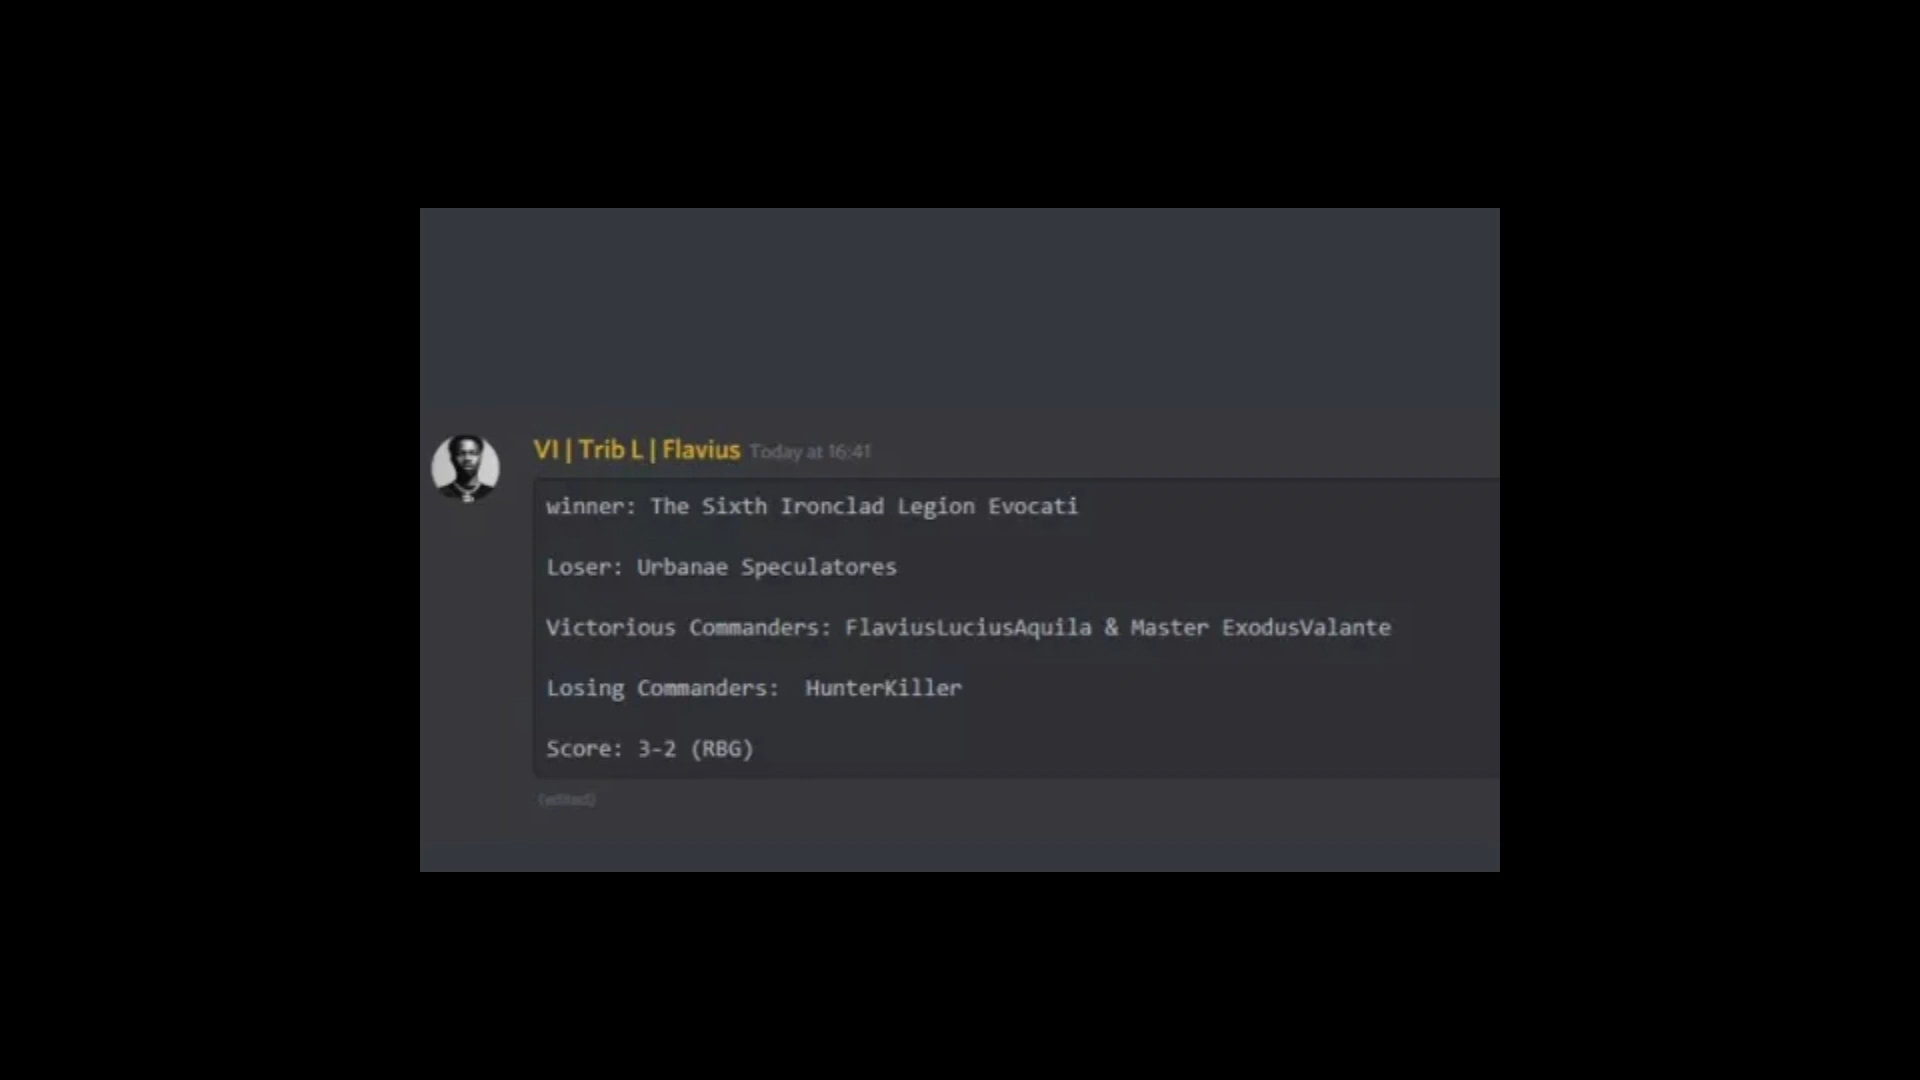 VI | Trib L | Flavius Today at 16:41
winner: The Sixth Ironclad Legion Evocati
Loser: Urbanae Speculatores
Victorious Commanders: FlaviusLuciusAquila & Master ExodusValante
Losing Commanders:  HunterKiller
Score: 3-2 (RBG)
(edited)